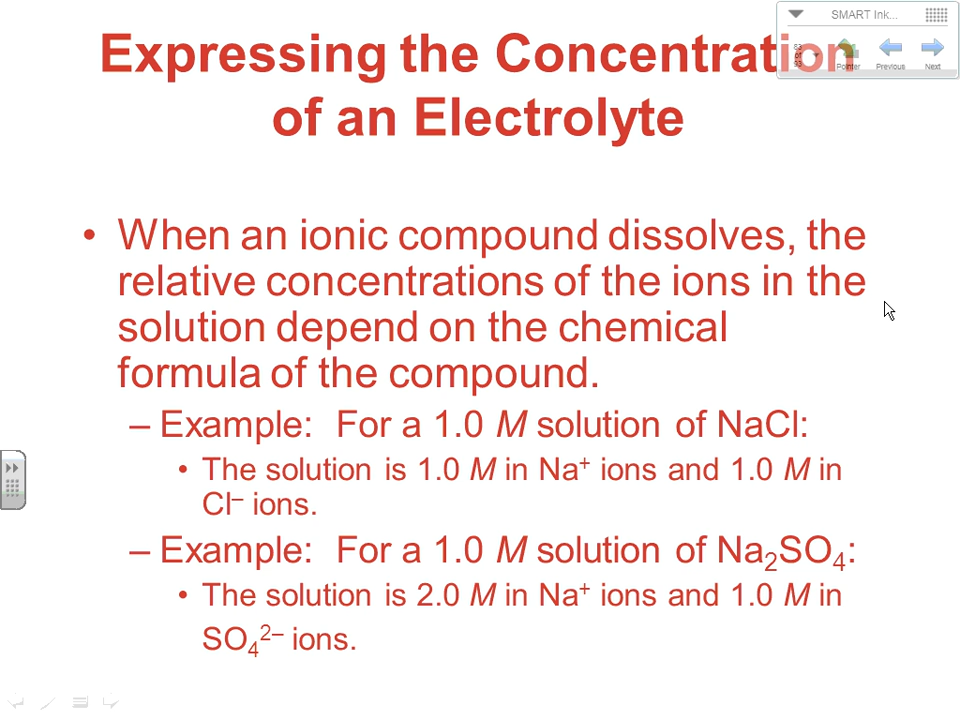 SMART Ink...
Expressing the Concentration
of an Electrolyte
Pointer Previous Next
• When an ionic compound dissolves, the
relative concentrations of the ions in the
solution depend on the chemical
formula of the compound.
– Example: For a 1.0 M solution of NaCl:
• The solution is 1.0 M in Na⁺ ions and 1.0 M in
Cl⁻ ions.
– Example: For a 1.0 M solution of Na₂SO₄:
• The solution is 2.0 M in Na⁺ ions and 1.0 M in
SO₄²⁻ ions.